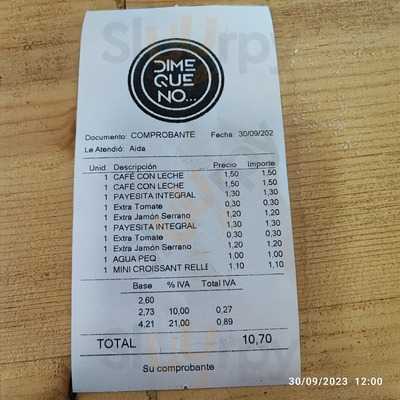 DIME
QUE
NO...
Documento: COMPROBANTE Fecha: 30/09/202
Le Atendió: Aida
Unid. Descripción Precio Importe
1 CAFÉ CON LECHE 1,50 1,50
1 CAFÉ CON LECHE 1,50 1,50
1 PAYESITA INTEGRAL 1,30 1,30
1 Extra Tomate 0,30 0,30
1 Extra Jamón Serrano 1,20 1,20
1 PAYESITA INTEGRAL 1,30 1,30
1 Extra Tomate 0,30 0,30
1 Extra Jamón Serrano 1,20 1,20
1 AGUA PEQ 1,00 1,00
1 MINI CROISSANT RELLE 1,10 1,10
Base % IVA Total IVA
2,60
2,73 10,00 0,27
4,21 21,00 0,89
TOTAL 10,70
Su comprobante
30/09/2023 12:00